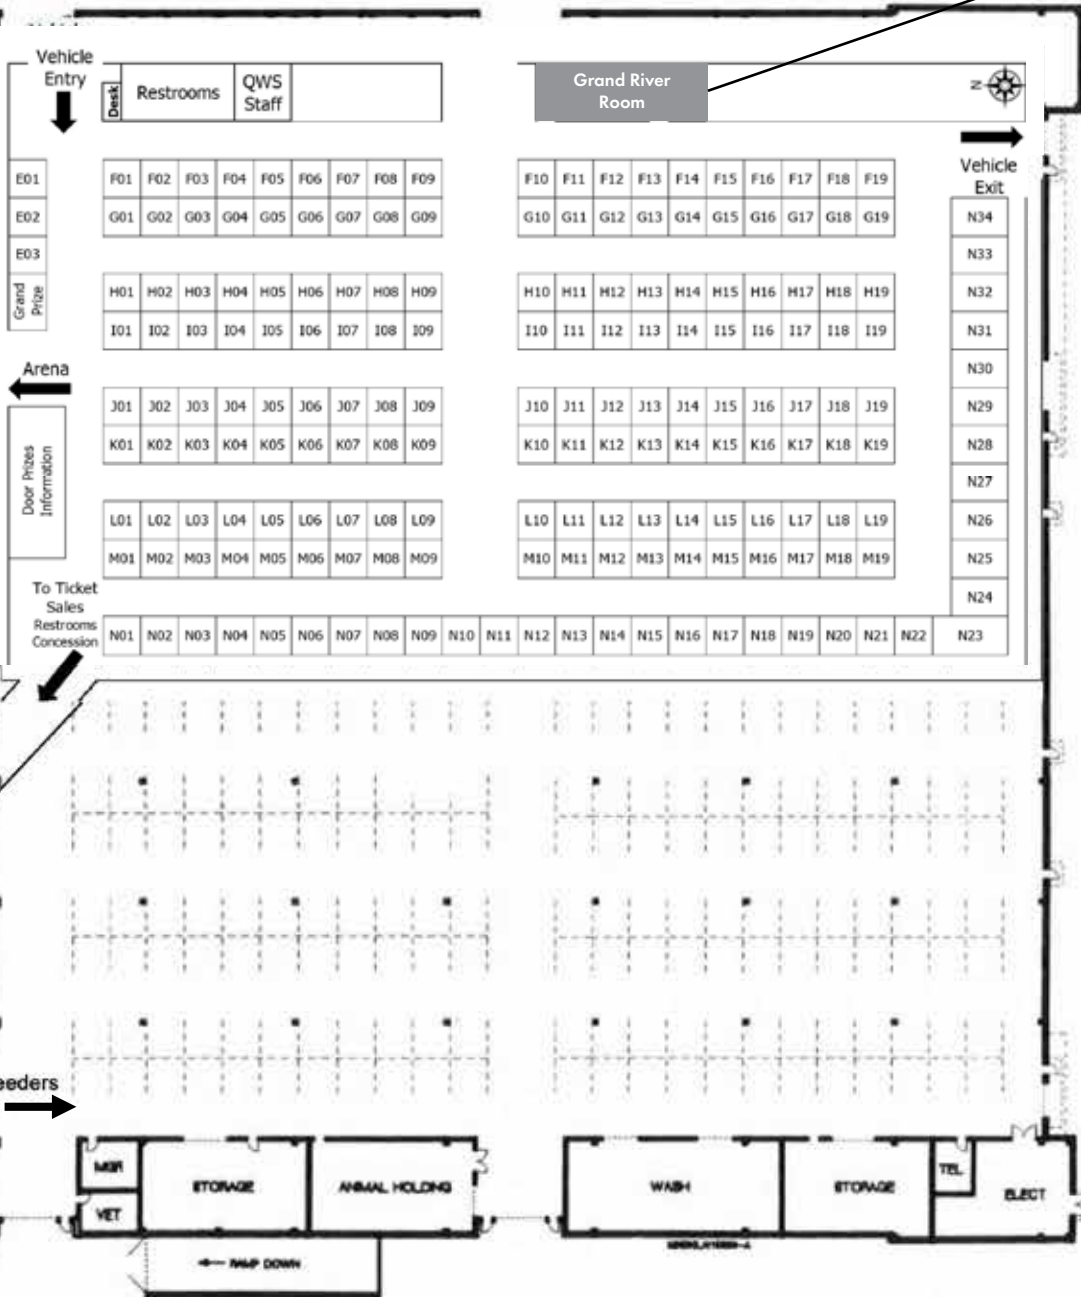 Vehicle
Entry
Desk
Restrooms
QWS
Staff
Grand River
Room
N
Vehicle
Exit
E01 F01 F02 F03 F04 F05 F06 F07 F08 F09 F10 F11 F12 F13 F14 F15 F16 F17 F18 F19
E02 G01 G02 G03 G04 G05 G06 G07 G08 G09 G10 G11 G12 G13 G14 G15 G16 G17 G18 G19 N34
E03 N33
Grand
Prize
H01 H02 H03 H04 H05 H06 H07 H08 H09 H10 H11 H12 H13 H14 H15 H16 H17 H18 H19 N32
I01 I02 I03 I04 I05 I06 I07 I08 I09 I10 I11 I12 I13 I14 I15 I16 I17 I18 I19 N31
Arena N30
J01 J02 J03 J04 J05 J06 J07 J08 J09 J10 J11 J12 J13 J14 J15 J16 J17 J18 J19 N29
K01 K02 K03 K04 K05 K06 K07 K08 K09 K10 K11 K12 K13 K14 K15 K16 K17 K18 K19 N28
Door Prizes
Information
N27
L01 L02 L03 L04 L05 L06 L07 L08 L09 L10 L11 L12 L13 L14 L15 L16 L17 L18 L19 N26
M01 M02 M03 M04 M05 M06 M07 M08 M09 M10 M11 M12 M13 M14 M15 M16 M17 M18 M19 N25
N24
To Ticket
Sales
Restrooms
Concession
N01 N02 N03 N04 N05 N06 N07 N08 N09 N10 N11 N12 N13 N14 N15 N16 N17 N18 N19 N20 N21 N22 N23
eeders
MGR
VET
STORAGE
ANIMAL HOLDING
WASH
STORAGE
TEL
ELECT
RAMP DOWN